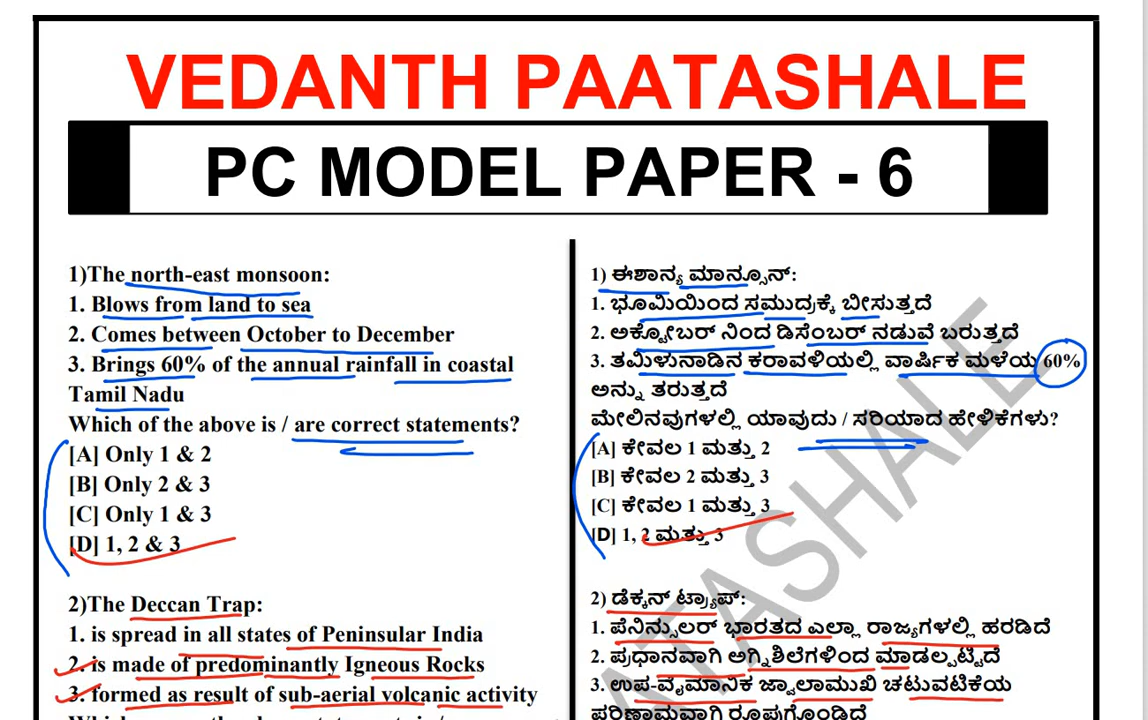 VEDANTH PAATASHALE
PC MODEL PAPER - 6
1)The north-east monsoon:
1. Blows from land to sea
2. Comes between October to December
3. Brings 60% of the annual rainfall in coastal
Tamil Nadu
Which of the above is / are correct statements?
[A] Only 1 & 2
[B] Only 2 & 3
[C] Only 1 & 3
[D] 1, 2 & 3
2)The Deccan Trap:
1. is spread in all states of Peninsular India
2. is made of predominantly Igneous Rocks
3. formed as result of sub-aerial volcanic activity
1) ಈಶಾನ್ಯ ಮಾನ್ಸೂನ್:
1. ಭೂಮಿಯಿಂದ ಸಮುದ್ರಕ್ಕೆ ಬೀಸುತ್ತದೆ
2. ಅಕ್ಟೋಬರ್ ನಿಂದ ಡಿಸೆಂಬರ್ ನಡುವೆ ಬರುತ್ತದೆ
3. ತಮಿಳುನಾಡಿನ ಕರಾವಳಿಯಲ್ಲಿ ವಾರ್ಷಿಕ ಮಳೆಯ 60%
ಅನ್ನು ತರುತ್ತದೆ
ಮೇಲಿನವುಗಳಲ್ಲಿ ಯಾವುದು / ಸರಿಯಾದ ಹೇಳಿಕೆಗಳು?
[A] ಕೇವಲ 1 ಮತ್ತು 2
[B] ಕೇವಲ 2 ಮತ್ತು 3
[C] ಕೇವಲ 1 ಮತ್ತು 3
[D] 1, 2 ಮತ್ತು 3
2) ಡೆಕ್ಕನ್ ಟ್ರ್ಯಾಪ್:
1. ಪೆನಿನ್ಸುಲರ್ ಭಾರತದ ಎಲ್ಲಾ ರಾಜ್ಯಗಳಲ್ಲಿ ಹರಡಿದೆ
2. ಪ್ರಧಾನವಾಗಿ ಅಗ್ನಿಶಿಲೆಗಳಿಂದ ಮಾಡಲ್ಪಟ್ಟಿದೆ
3. ಉಪ-ವೈಮಾನಿಕ ಜ್ವಾಲಾಮುಖಿ ಚಟುವಟಿಕೆಯ
ಪರಿಣಾಮವಾಗಿ ರೂಪುಗೊಂಡಿದೆ
ATASHALE